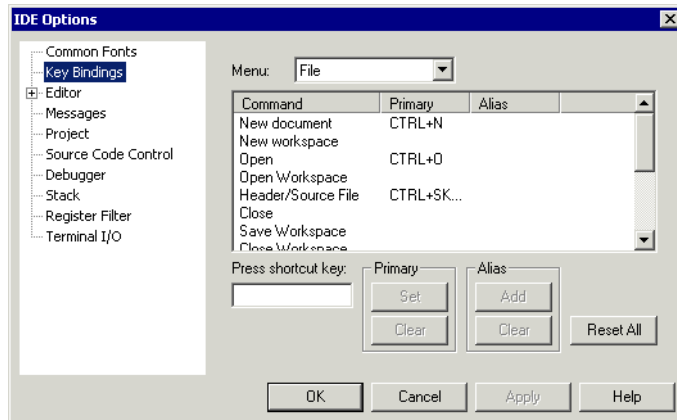 IDE Options
Common Fonts
Key Bindings
Editor
Messages
Project
Source Code Control
Debugger
Stack
Register Filter
Terminal I/O
Menu: File
Command Primary Alias
New document CTRL+N
New workspace
Open CTRL+O
Open Workspace
Header/Source File CTRL+SK...
Close
Save Workspace
Close Workspace
Press shortcut key: Primary Alias
Set Add
Clear Clear Reset All
OK Cancel Apply Help